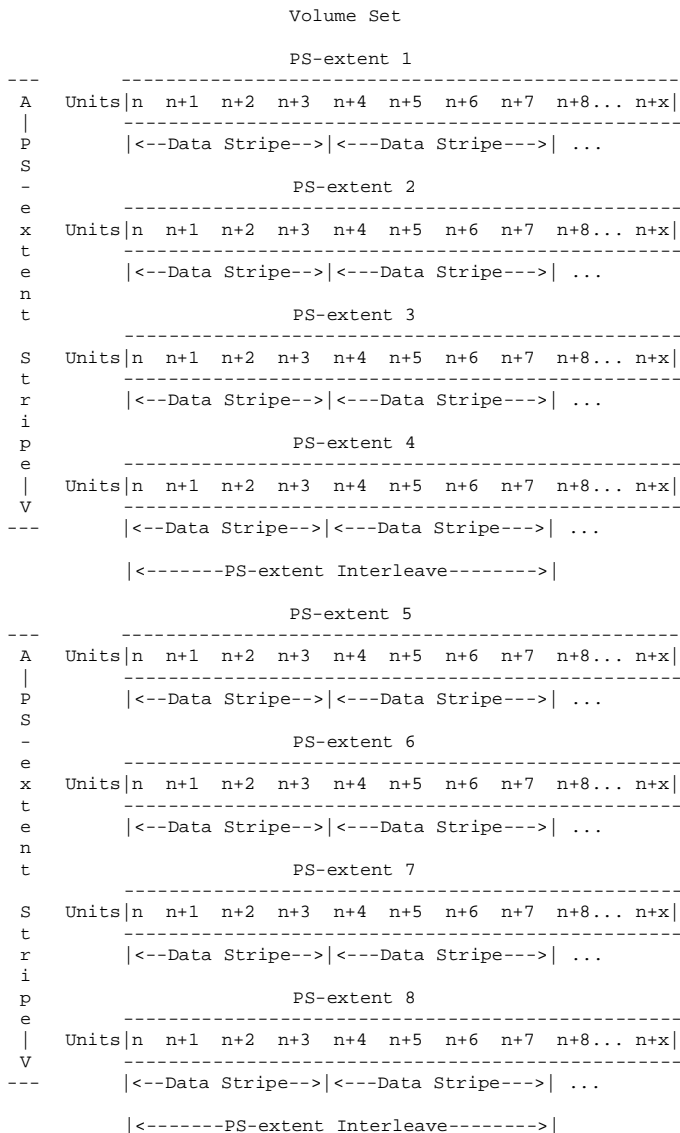 Volume Set

                         PS-extent 1
---       --------------------------------------------------
 A   Units|n  n+1  n+2  n+3  n+4  n+5  n+6  n+7  n+8... n+x|
 |        --------------------------------------------------
 P        |<--Data Stripe-->|<---Data Stripe--->| ...
 S
 -                       PS-extent 2
 e        --------------------------------------------------
 x   Units|n  n+1  n+2  n+3  n+4  n+5  n+6  n+7  n+8... n+x|
 t        --------------------------------------------------
 e        |<--Data Stripe-->|<---Data Stripe--->| ...
 n
 t                       PS-extent 3
          --------------------------------------------------
 S   Units|n  n+1  n+2  n+3  n+4  n+5  n+6  n+7  n+8... n+x|
 t        --------------------------------------------------
 r        |<--Data Stripe-->|<---Data Stripe--->| ...
 i
 p                       PS-extent 4
 e        --------------------------------------------------
 |   Units|n  n+1  n+2  n+3  n+4  n+5  n+6  n+7  n+8... n+x|
 V        --------------------------------------------------
---       |<--Data Stripe-->|<---Data Stripe--->| ...

          |<-------PS-extent Interleave-------->|

                         PS-extent 5
---       --------------------------------------------------
 A   Units|n  n+1  n+2  n+3  n+4  n+5  n+6  n+7  n+8... n+x|
 |        --------------------------------------------------
 P        |<--Data Stripe-->|<---Data Stripe--->| ...
 S
 -                       PS-extent 6
 e        --------------------------------------------------
 x   Units|n  n+1  n+2  n+3  n+4  n+5  n+6  n+7  n+8... n+x|
 t        --------------------------------------------------
 e        |<--Data Stripe-->|<---Data Stripe--->| ...
 n
 t                       PS-extent 7
          --------------------------------------------------
 S   Units|n  n+1  n+2  n+3  n+4  n+5  n+6  n+7  n+8... n+x|
 t        --------------------------------------------------
 r        |<--Data Stripe-->|<---Data Stripe--->| ...
 i
 p                       PS-extent 8
 e        --------------------------------------------------
 |   Units|n  n+1  n+2  n+3  n+4  n+5  n+6  n+7  n+8... n+x|
 V        --------------------------------------------------
---       |<--Data Stripe-->|<---Data Stripe--->| ...

          |<-------PS-extent Interleave-------->|